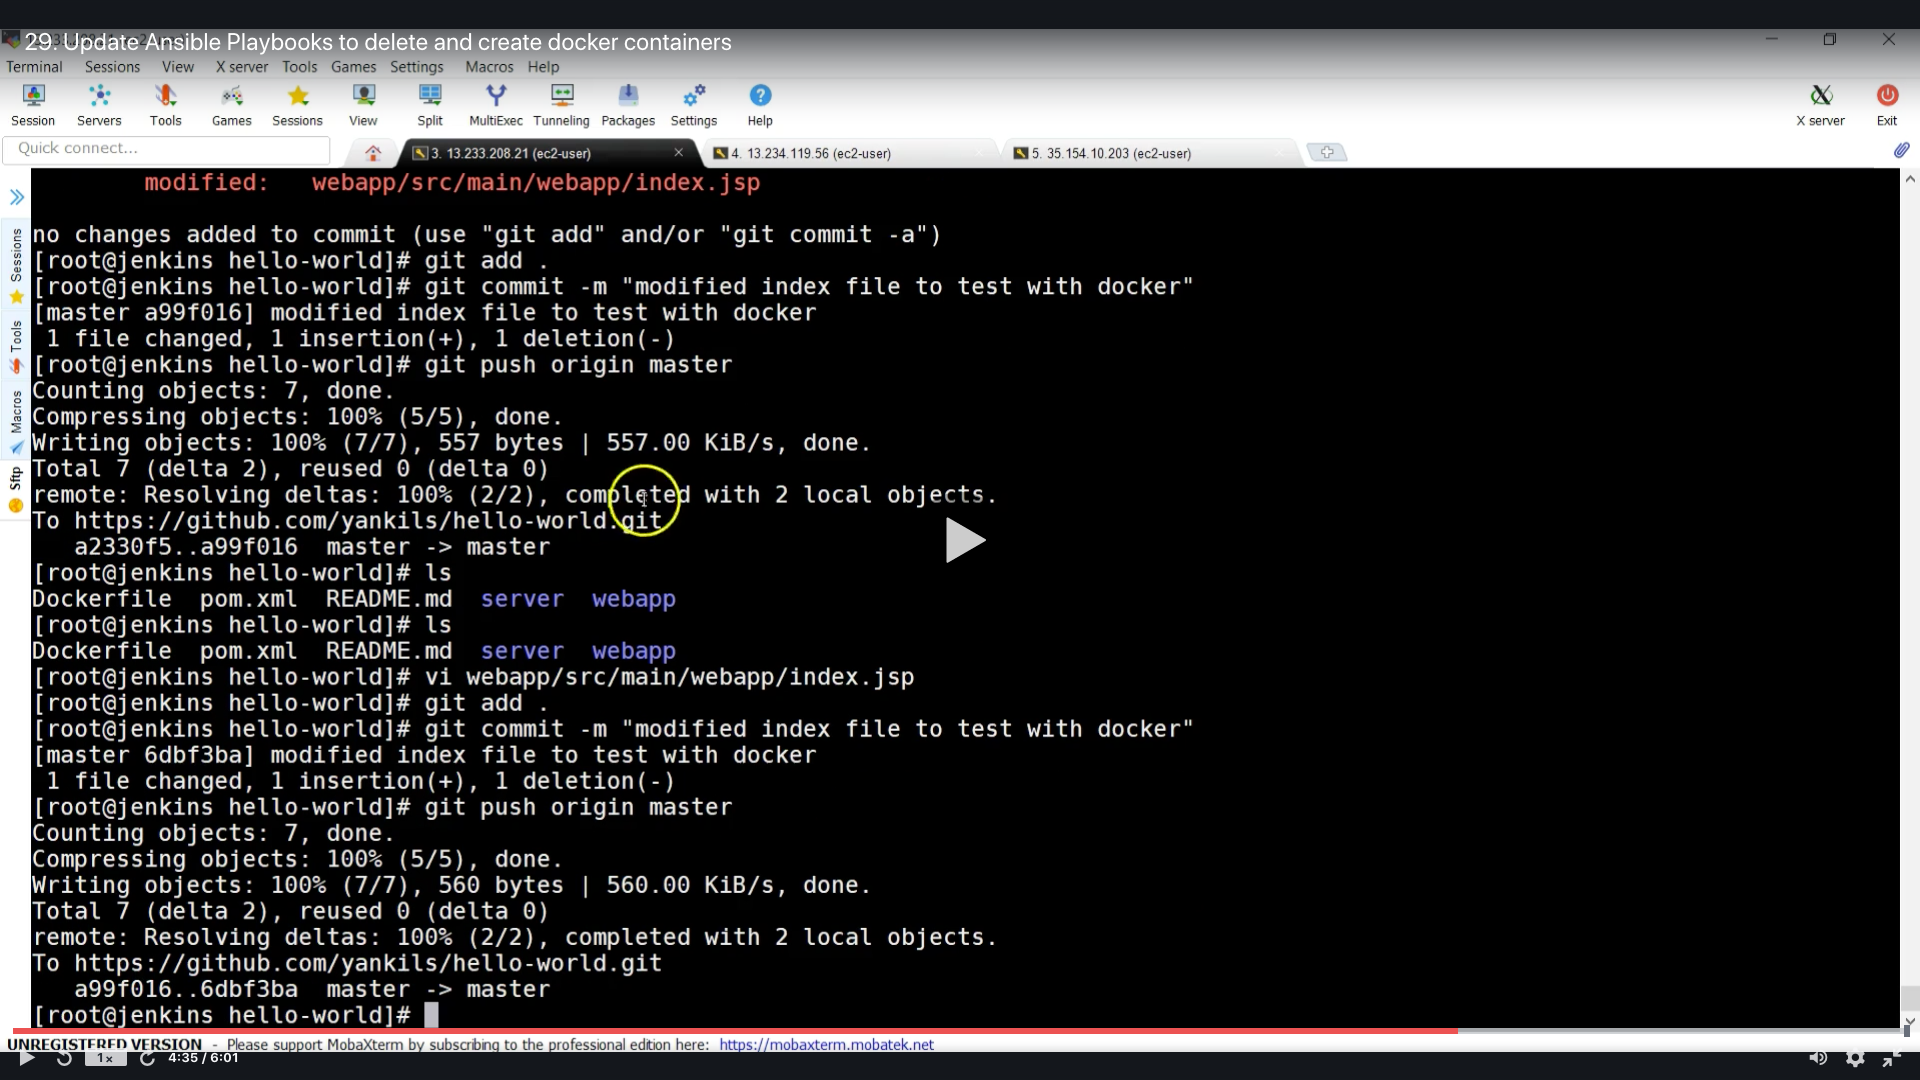 29. Update Ansible Playbooks to delete and create docker containers
Terminal Sessions View X server Tools Games Settings Macros Help
Session Servers Tools Games Sessions View Split MultiExec Tunneling Packages Settings Help X server Exit
Quick connect...
3. 13.233.208.21 (ec2-user)
4. 13.234.119.56 (ec2-user)
5. 35.154.10.203 (ec2-user)
Sessions
Tools
Macros
Sftp
modified: webapp/src/main/webapp/index.jsp
no changes added to commit (use "git add" and/or "git commit -a")
[root@jenkins hello-world]# git add .
[root@jenkins hello-world]# git commit -m "modified index file to test with docker"
[master a99f016] modified index file to test with docker
1 file changed, 1 insertion(+), 1 deletion(-)
[root@jenkins hello-world]# git push origin master
Counting objects: 7, done.
Compressing objects: 100% (5/5), done.
Writing objects: 100% (7/7), 557 bytes | 557.00 KiB/s, done.
Total 7 (delta 2), reused 0 (delta 0)
remote: Resolving deltas: 100% (2/2), completed with 2 local objects.
To https://github.com/yankils/hello-world.git
a2330f5..a99f016 master -> master
[root@jenkins hello-world]# ls
Dockerfile pom.xml README.md server webapp
[root@jenkins hello-world]# ls
Dockerfile pom.xml README.md server webapp
[root@jenkins hello-world]# vi webapp/src/main/webapp/index.jsp
[root@jenkins hello-world]# git add .
[root@jenkins hello-world]# git commit -m "modified index file to test with docker"
[master 6dbf3ba] modified index file to test with docker
1 file changed, 1 insertion(+), 1 deletion(-)
[root@jenkins hello-world]# git push origin master
Counting objects: 7, done.
Compressing objects: 100% (5/5), done.
Writing objects: 100% (7/7), 560 bytes | 560.00 KiB/s, done.
Total 7 (delta 2), reused 0 (delta 0)
remote: Resolving deltas: 100% (2/2), completed with 2 local objects.
To https://github.com/yankils/hello-world.git
a99f016..6dbf3ba master -> master
[root@jenkins hello-world]#
UNREGISTERED VERSION - Please support MobaXterm by subscribing to the professional edition here: https://mobaxterm.mobatek.net
1x 4:35 / 6:01